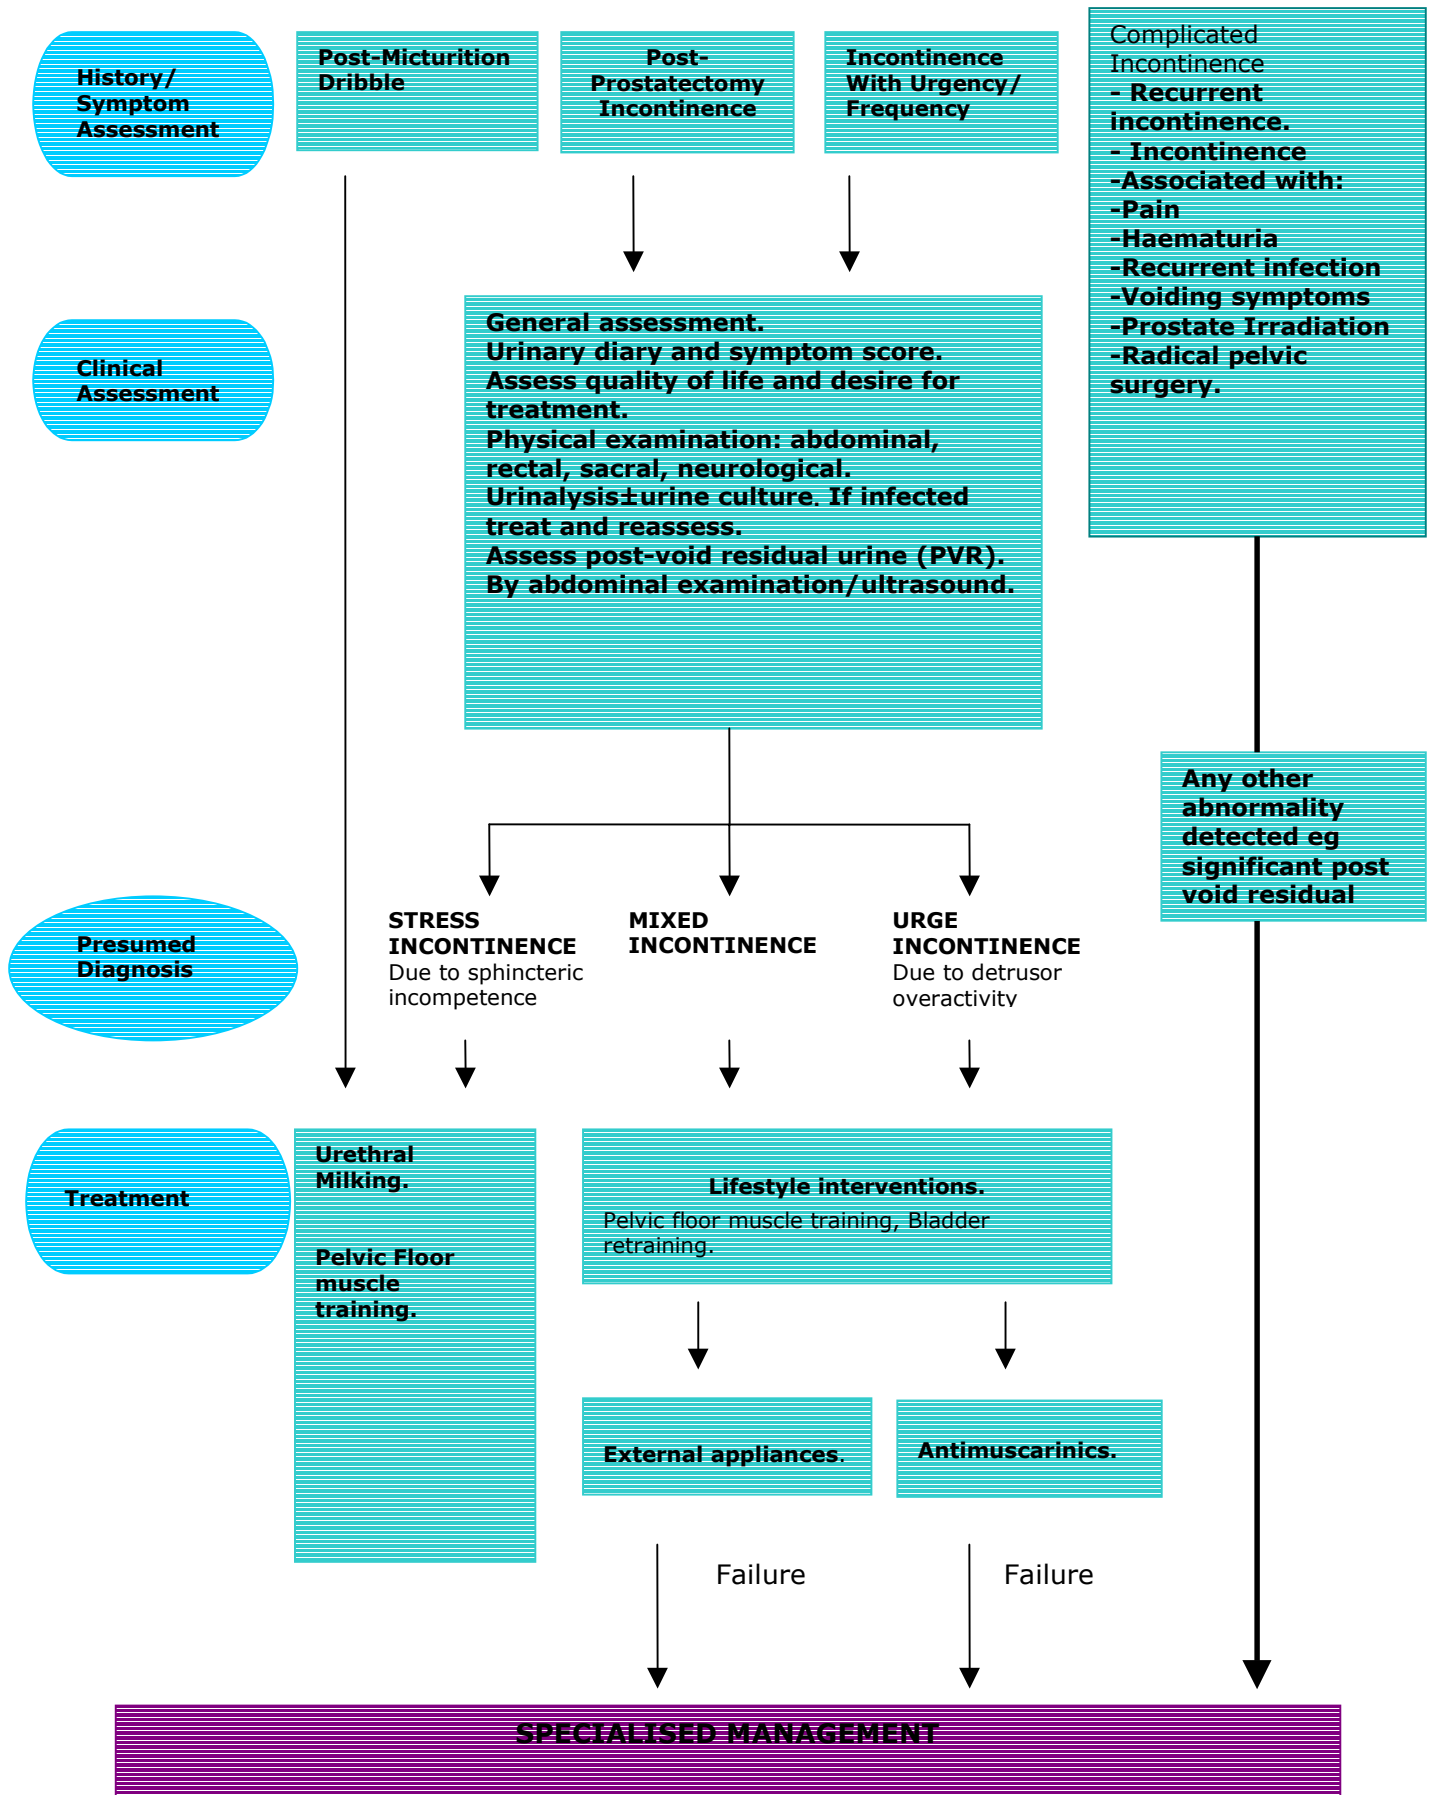 History/
Symptom
Assessment
Post-Micturition
Dribble
Post-
Prostatectomy
Incontinence
Incontinence
With Urgency/
Frequency
Complicated
Incontinence
- Recurrent
incontinence.
- Incontinence
-Associated with:
-Pain
-Haematuria
-Recurrent infection
-Voiding symptoms
-Prostate Irradiation
-Radical pelvic
surgery.
Clinical
Assessment
General assessment.
Urinary diary and symptom score.
Assess quality of life and desire for
treatment.
Physical examination: abdominal,
rectal, sacral, neurological.
Urinalysis±urine culture. If infected
treat and reassess.
Assess post-void residual urine (PVR).
By abdominal examination/ultrasound.
Any other
abnormality
detected eg
significant post
void residual
Presumed
Diagnosis
STRESS
INCONTINENCE
Due to sphincteric
incompetence
MIXED
INCONTINENCE
URGE
INCONTINENCE
Due to detrusor
overactivity
Treatment
Urethral
Milking.
Pelvic Floor
muscle
training.
Lifestyle interventions.
Pelvic floor muscle training, Bladder
retraining.
External appliances.
Antimuscarinics.
Failure
Failure
SPECIALISED MANAGEMENT